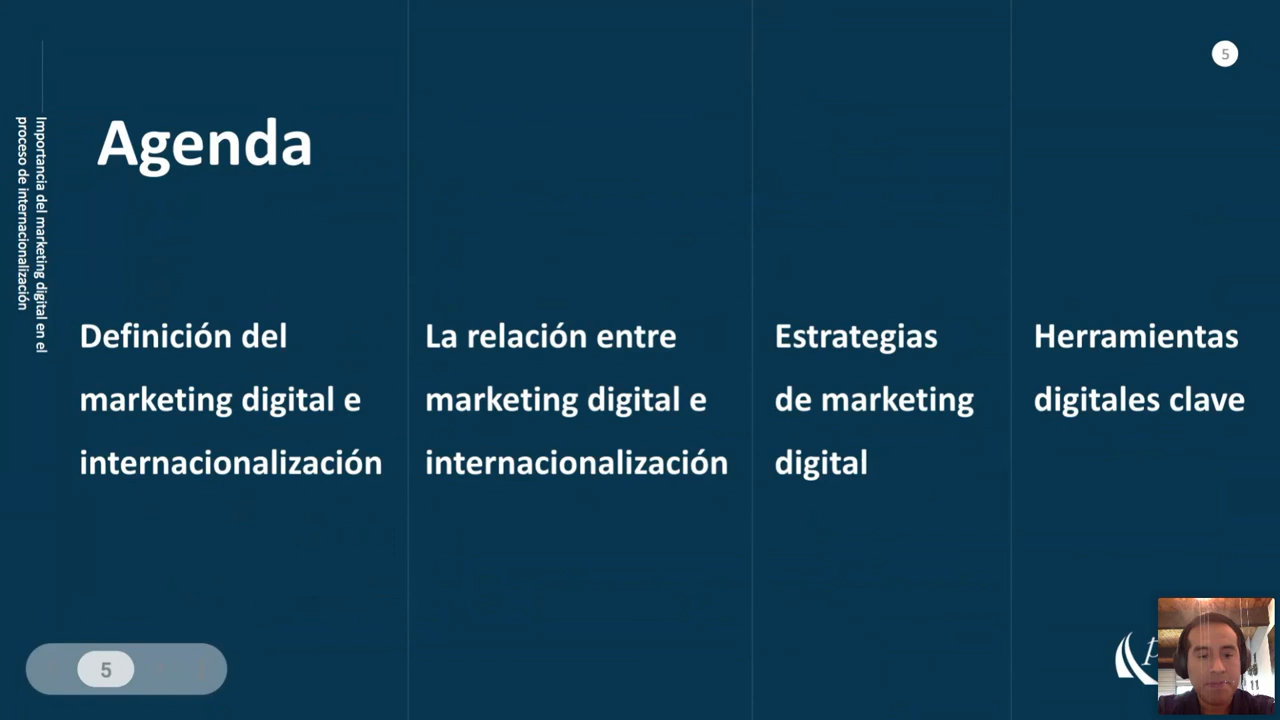 5
Importancia del marketing digital en el
proceso de internacionalización
Agenda
Definición del
marketing digital e
internacionalización
La relación entre
marketing digital e
internacionalización
Estrategias
de marketing
digital
Herramientas
digitales clave
5